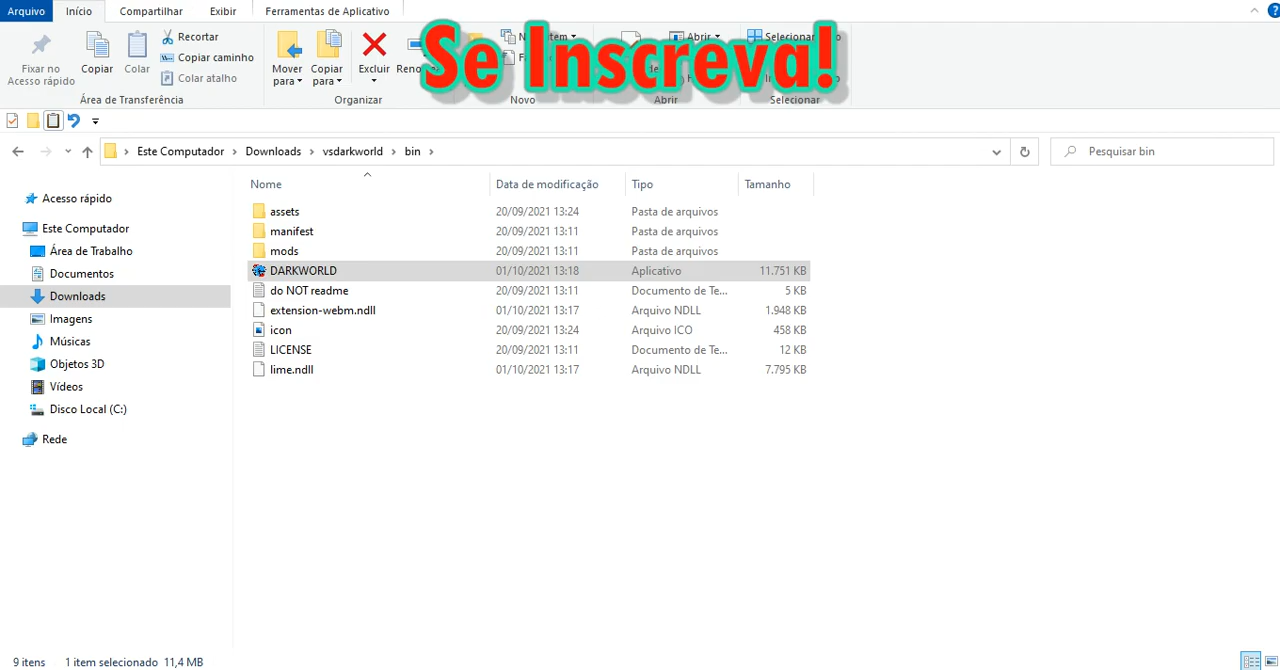 Arquivo Início Compartilhar Exibir Ferramentas de Aplicativo
Se Inscreva!
Fixar no
Acesso rápido
Copiar
Colar
Recortar
Copiar caminho
Colar atalho
Mover
para
Copiar
para
Excluir
Abrir
Selecionar
Área de Transferência Organizar Novo Abrir Selecionar
Este Computador Downloads vsdarkworld bin
Pesquisar bin
Nome Data de modificação Tipo Tamanho
assets 20/09/2021 13:24 Pasta de arquivos
manifest 20/09/2021 13:11 Pasta de arquivos
mods 20/09/2021 13:11 Pasta de arquivos
DARKWORLD 01/10/2021 13:18 Aplicativo 11.751 KB
do NOT readme 20/09/2021 13:11 Documento de Te... 5 KB
extension-webm.ndll 01/10/2021 13:17 Arquivo NDLL 1.948 KB
icon 20/09/2021 13:24 Arquivo ICO 458 KB
LICENSE 20/09/2021 13:11 Documento de Te... 12 KB
lime.ndll 01/10/2021 13:17 Arquivo NDLL 7.795 KB
Acesso rápido
Este Computador
Área de Trabalho
Documentos
Downloads
Imagens
Músicas
Objetos 3D
Vídeos
Disco Local (C:)
Rede
9 itens 1 item selecionado 11,4 MB